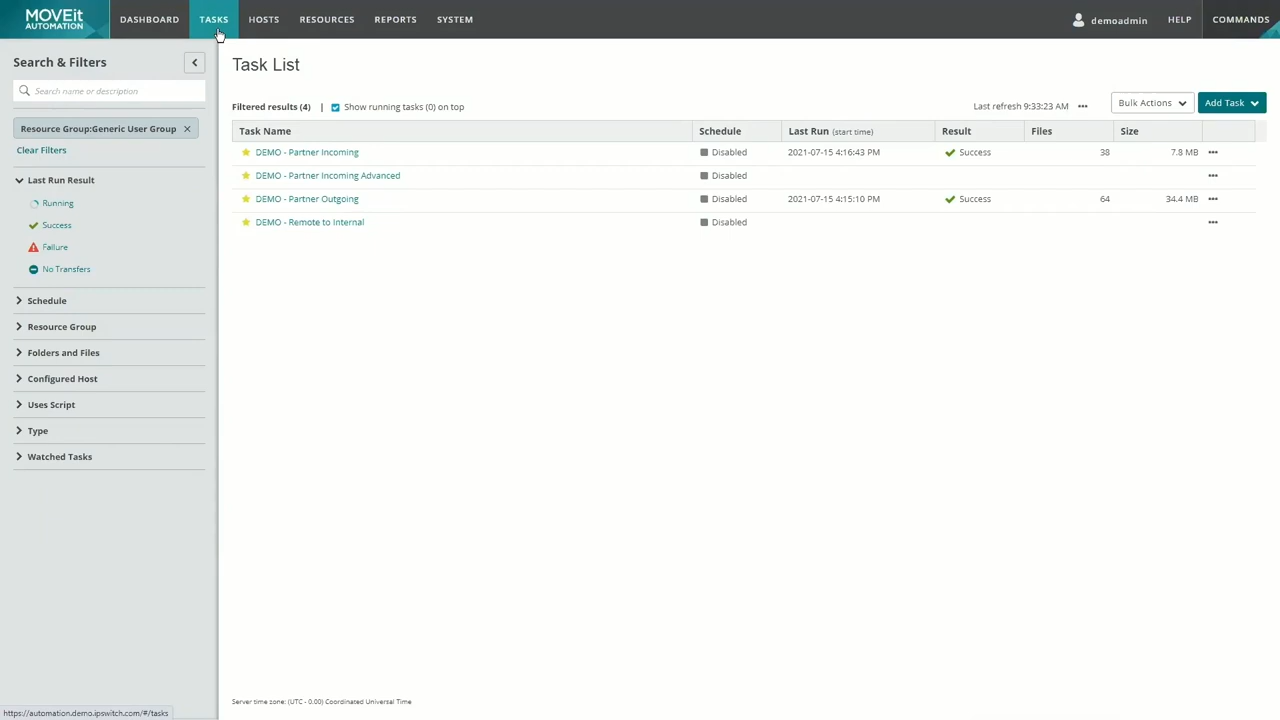 MOVEit
AUTOMATION
DASHBOARD TASKS HOSTS RESOURCES REPORTS SYSTEM demoadmin HELP COMMANDS
Search & Filters
Search name or description
Resource Group:Generic User Group
Clear Filters
Last Run Result
Running
Success
Failure
No Transfers
Schedule
Resource Group
Folders and Files
Configured Host
Uses Script
Type
Watched Tasks
Task List
Filtered results (4) | Show running tasks (0) on top Last refresh 9:33:23 AM ••• Bulk Actions Add Task
Task Name Schedule Last Run (start time) Result Files Size
DEMO - Partner Incoming Disabled 2021-07-15 4:16:43 PM Success 38 7.8 MB •••
DEMO - Partner Incoming Advanced Disabled •••
DEMO - Partner Outgoing Disabled 2021-07-15 4:15:10 PM Success 64 34.4 MB •••
DEMO - Remote to Internal Disabled •••
Server time zone: (UTC - 0.00) Coordinated Universal Time
https://automation.demo.ipswitch.com/#/tasks